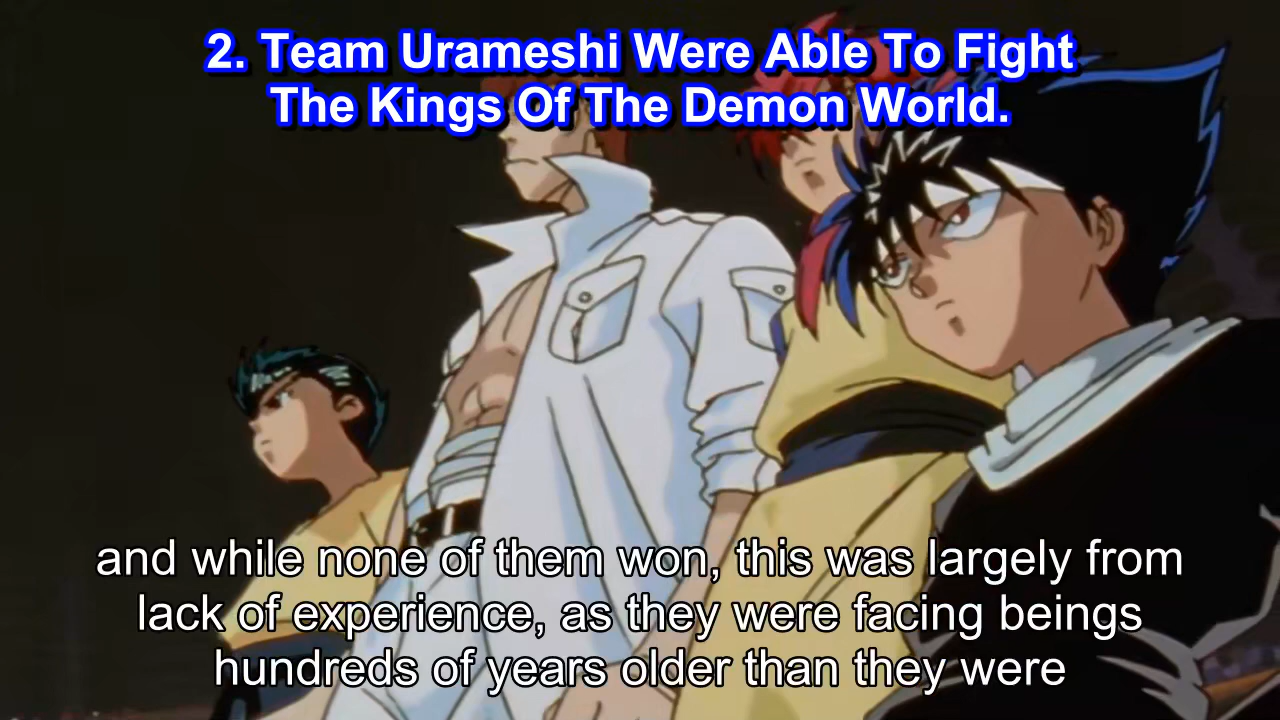 2. Team Urameshi Were Able To Fight
The Kings Of The Demon World.
and while none of them won, this was largely from
lack of experience, as they were facing beings
hundreds of years older than they were